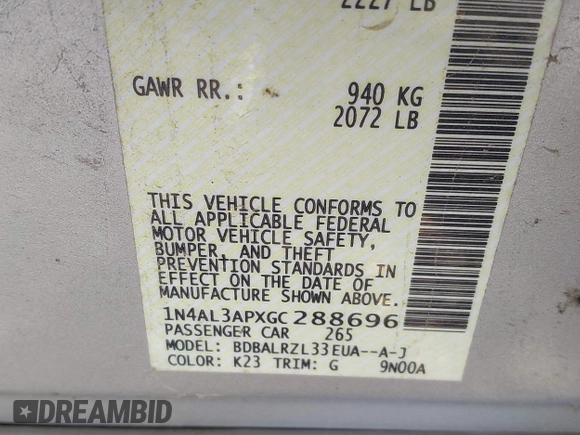 2227 LB
GAWR RR.: 940 KG
2072 LB
THIS VEHICLE CONFORMS TO
ALL APPLICABLE FEDERAL
MOTOR VEHICLE SAFETY,
BUMPER, AND THEFT
PREVENTION STANDARDS IN
EFFECT ON THE DATE OF
MANUFACTURE SHOWN ABOVE.
1N4AL3APXGC288696
PASSENGER CAR 265
MODEL: BDBALRZL33EUA--A-J
COLOR: K23 TRIM: G 9N00A
DREAMBID